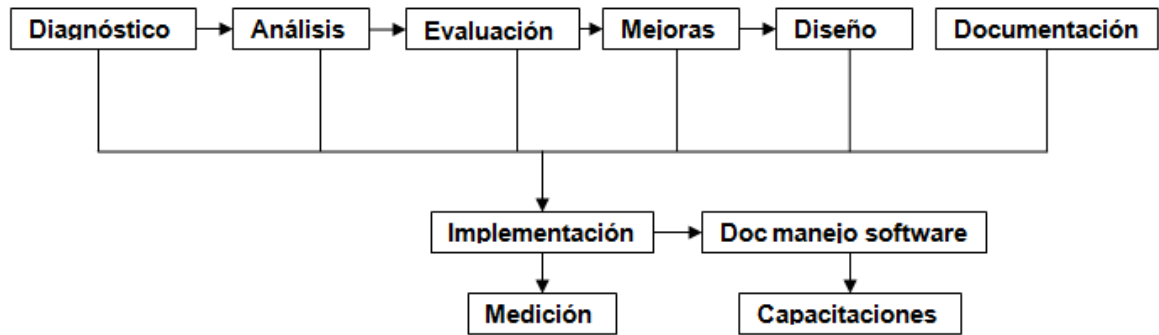 Diagnóstico
Análisis
Evaluación
Mejoras
Diseño
Documentación
Implementación
Doc manejo software
Medición
Capacitaciones